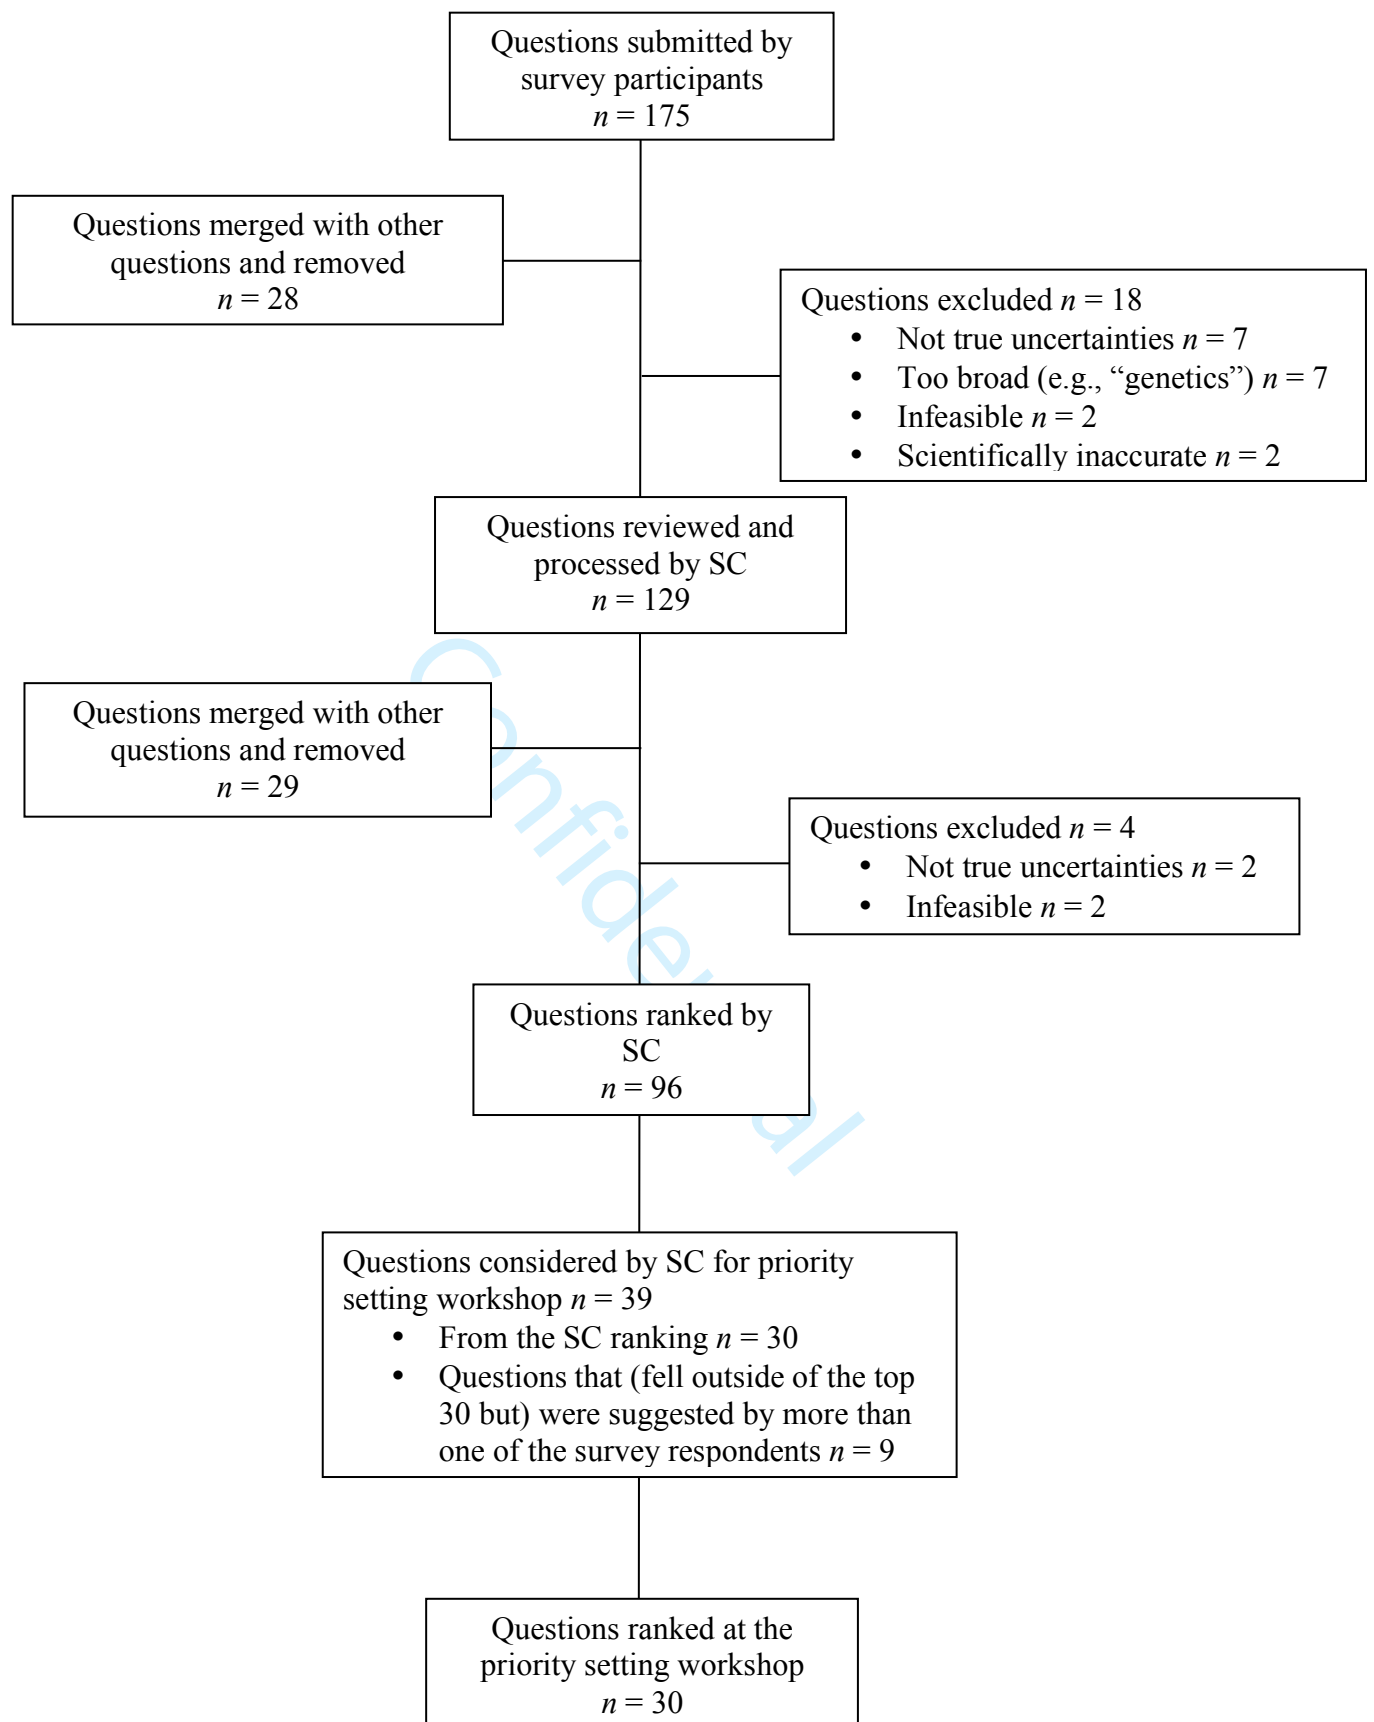 Questions submitted by
survey participants
n = 175
Questions merged with other
questions and removed
n = 28
Questions excluded n = 18
• Not true uncertainties n = 7
• Too broad (e.g., “genetics”) n = 7
• Infeasible n = 2
• Scientifically inaccurate n = 2
Questions reviewed and
processed by SC
n = 129
Questions merged with other
questions and removed
n = 29
Questions excluded n = 4
• Not true uncertainties n = 2
• Infeasible n = 2
Confidential
Questions ranked by
SC
n = 96
Questions considered by SC for priority
setting workshop n = 39
• From the SC ranking n = 30
• Questions that (fell outside of the top
30 but) were suggested by more than
one of the survey respondents n = 9
Questions ranked at the
priority setting workshop
n = 30